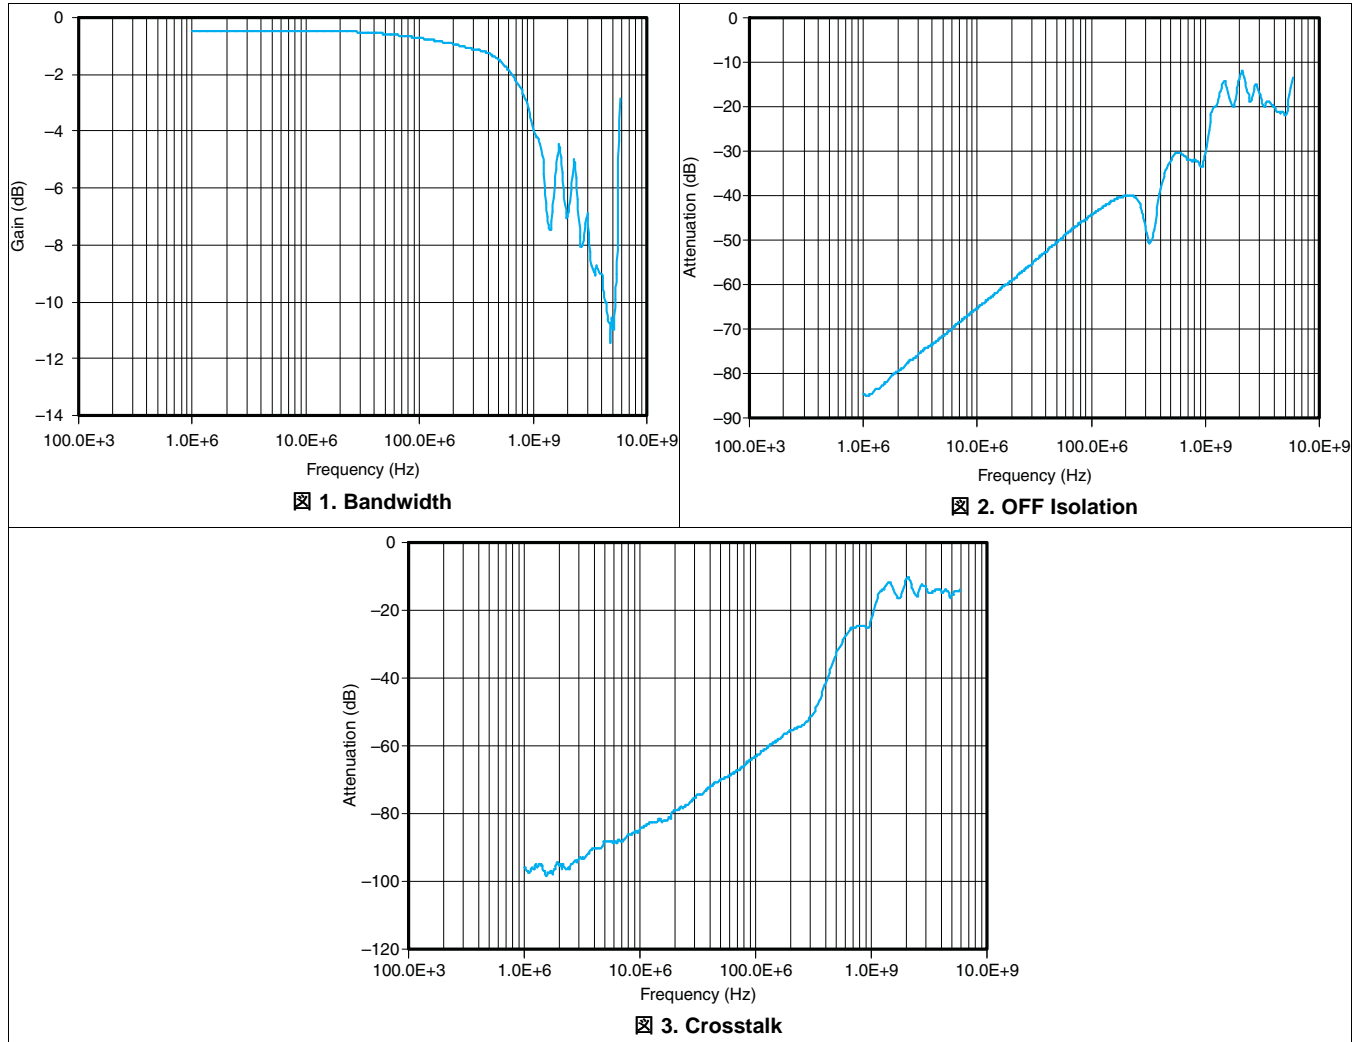 0
−2
−4
−6
−8
−10
−12
−14
Gain (dB)
100.0E+3 1.0E+6 10.0E+6 100.0E+6 1.0E+9 10.0E+9
Frequency (Hz)
図 1. Bandwidth
0
−10
−20
−30
−40
−50
−60
−70
−80
−90
Attenuation (dB)
100.0E+3 1.0E+6 10.0E+6 100.0E+6 1.0E+9 10.0E+9
Frequency (Hz)
図 2. OFF Isolation
0
−20
−40
−60
−80
−100
−120
Attenuation (dB)
100.0E+3 1.0E+6 10.0E+6 100.0E+6 1.0E+9 10.0E+9
Frequency (Hz)
図 3. Crosstalk